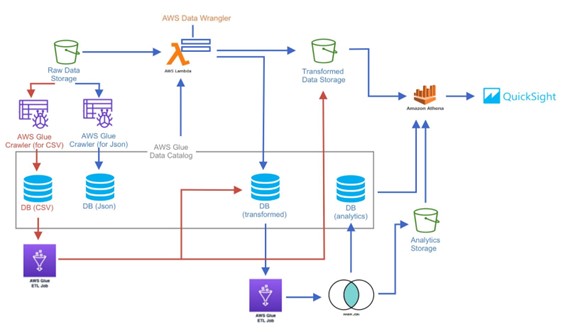 AWS Data Wrangler
AWS Lambda
Raw Data
Storage
Transformed
Data Storage
Amazon Athena
QuickSight
AWS Glue
Crawler (for CSV)
AWS Glue
Crawler (for Json)
AWS Glue
Data Catalog
DB (CSV)
DB (Json)
DB
(transformed)
DB
(analytics)
Analytics
Storage
AWS Glue
ETL Job
AWS Glue
ETL Job